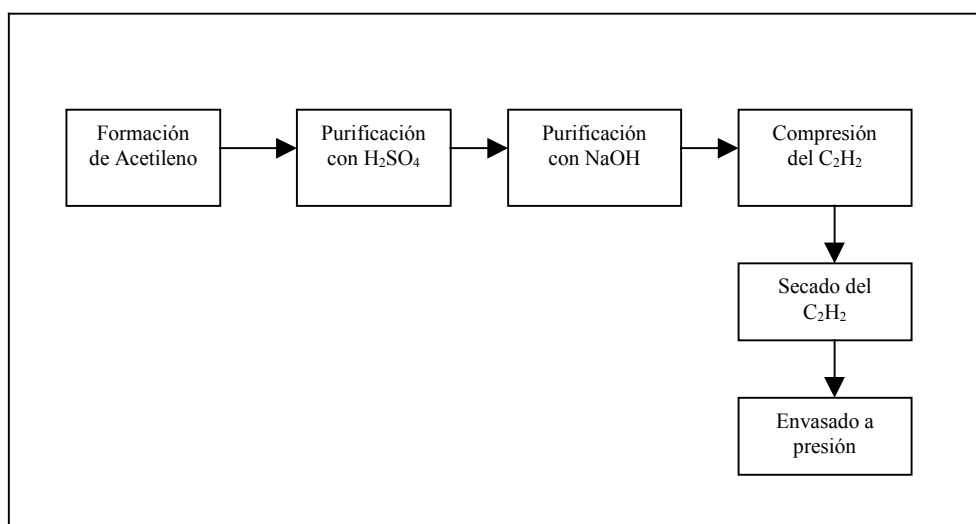 Formación
de Acetileno
Purificación
con H₂SO₄
Purificación
con NaOH
Compresión
del C₂H₂
Secado del
C₂H₂
Envasado a
presión